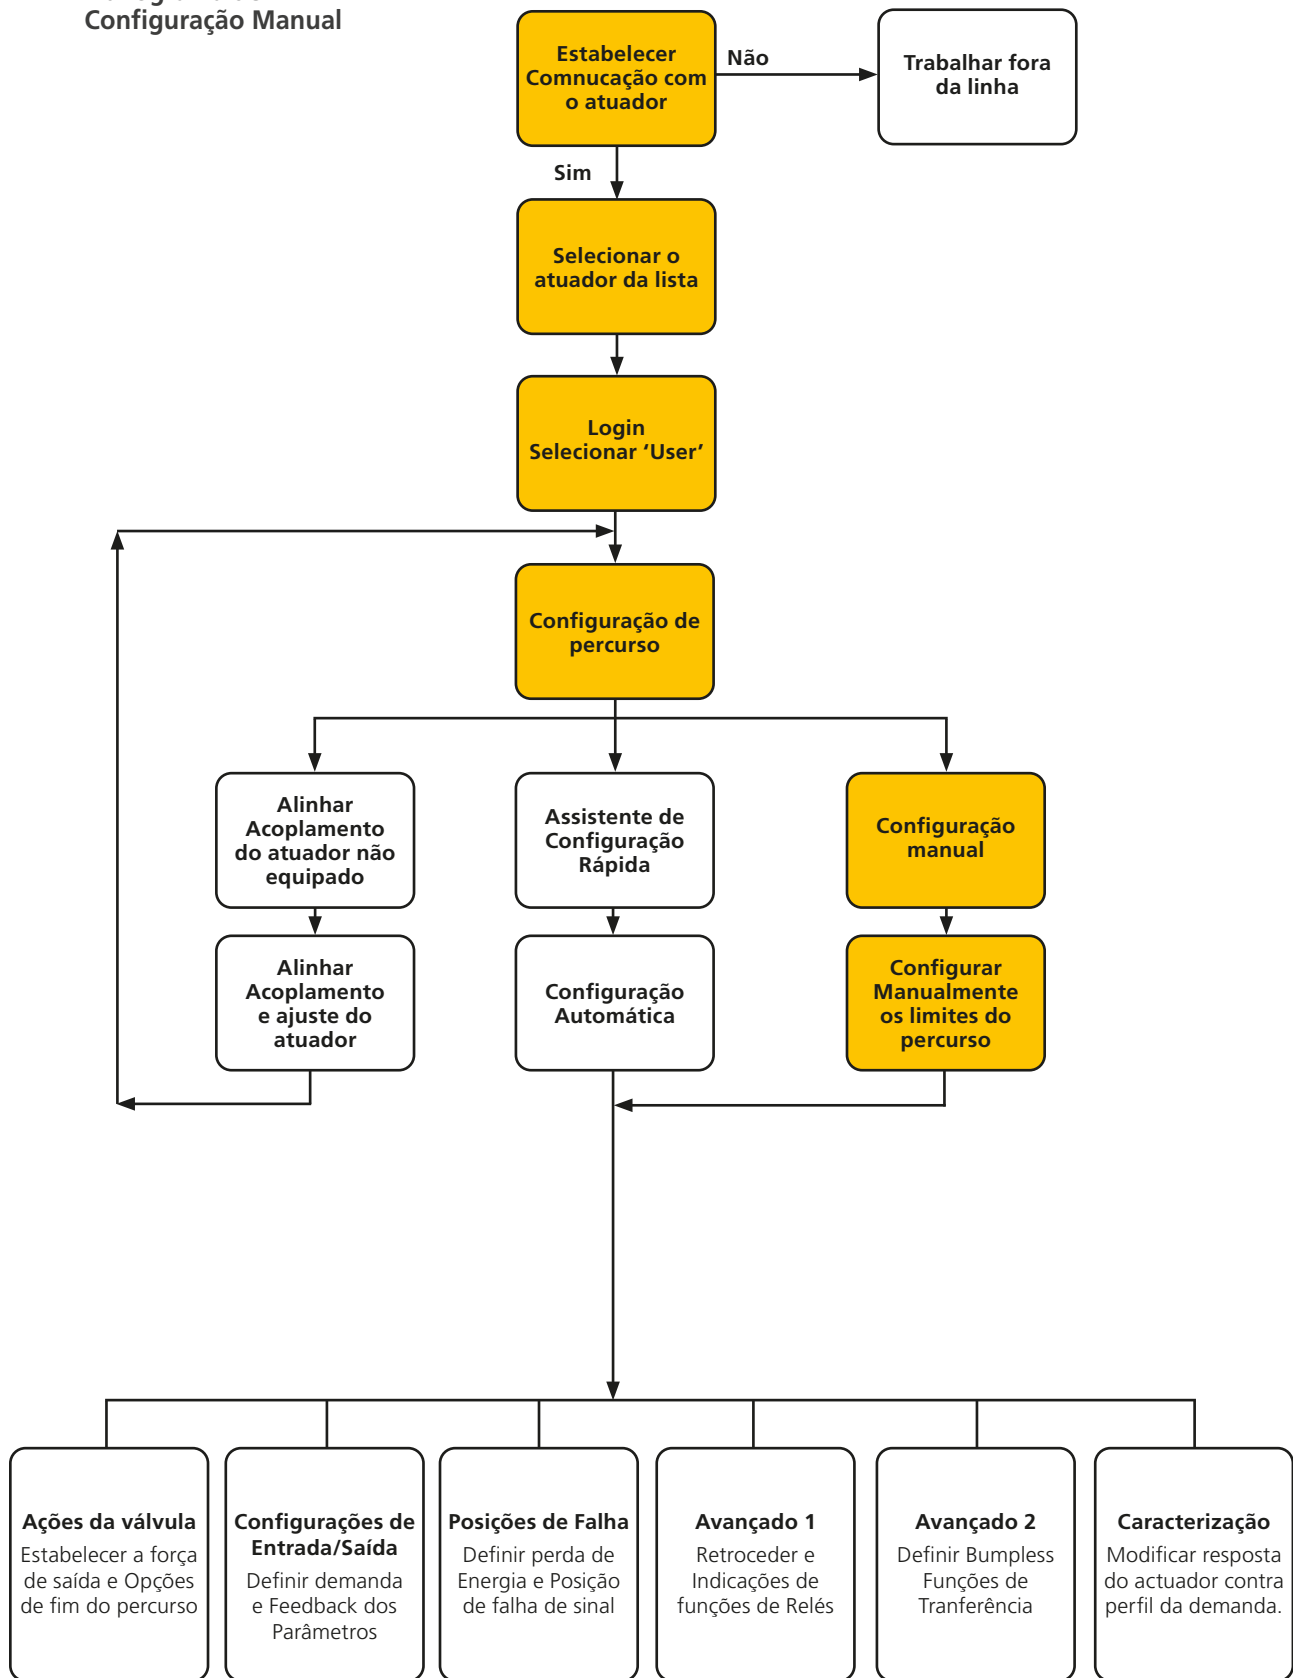 Configuração Manual
Estabelecer
Comnucação com
o atuador
Não
Trabalhar fora
da linha
Sim
Selecionar o
atuador da lista
Login
Selecionar ‘User’
Configuração de
percurso
Alinhar
Acoplamento
do atuador não
equipado
Assistente de
Configuração
Rápida
Configuração
manual
Alinhar
Acoplamento
e ajuste do
atuador
Configuração
Automática
Configurar
Manualmente
os limites do
percurso
Ações da válvula
Estabelecer a força
de saída e Opções
de fim do percurso
Configurações de
Entrada/Saída
Definir demanda
e Feedback dos
Parâmetros
Posições de Falha
Definir perda de
Energia e Posição
de falha de sinal
Avançado 1
Retroceder e
Indicações de
funções de Relés
Avançado 2
Definir Bumpless
Funções de
Tranferência
Caracterização
Modificar resposta
do actuador contra
perfil da demanda.